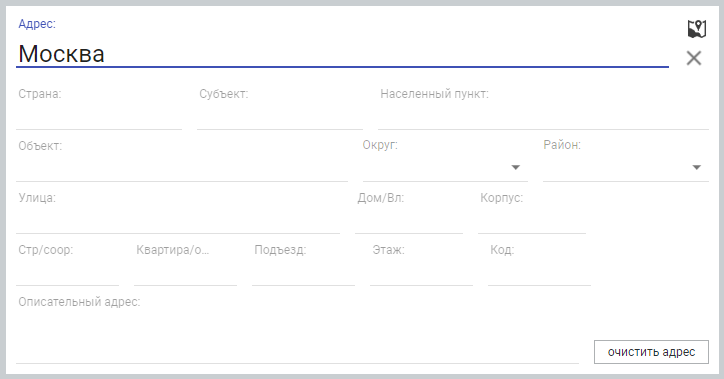 Адрес:
Москва
Страна: Субъект: Населенный пункт:
Объект: Округ: Район:
Улица: Дом/Вл: Корпус:
Стр/соор: Квартира/о... Подъезд: Этаж: Код:
Описательный адрес:
очистить адрес